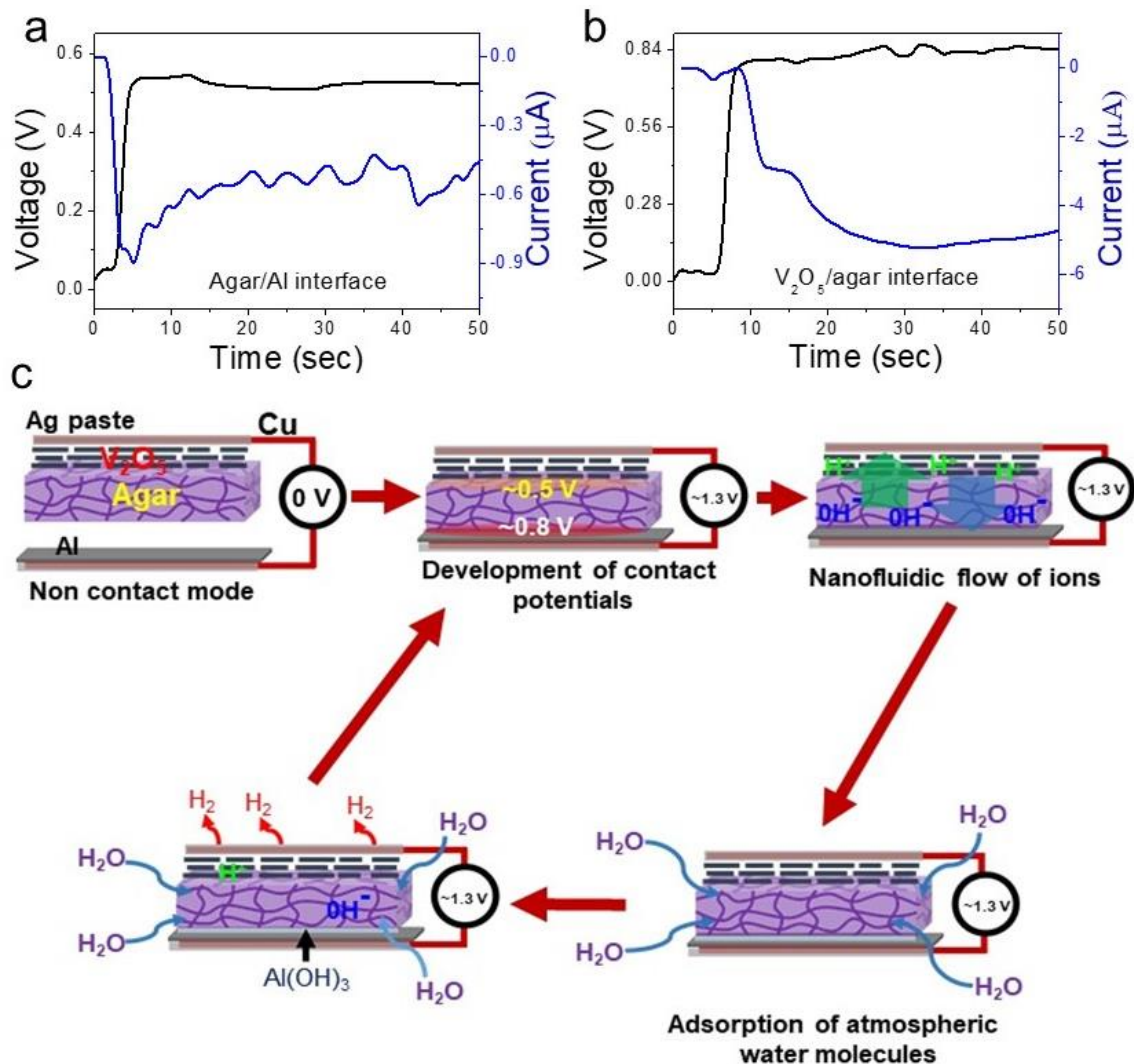 a
0.6
0.4
0.2
0.0
Voltage (V)
0.0
-0.3
-0.6
-0.9
Current (μA)
Agar/Al interface
0 10 20 30 40 50
Time (sec)
b
0.84
0.56
0.28
0.00
Voltage (V)
0
-2
-4
-6
Current (μA)
V₂O₅/agar interface
0 10 20 30 40 50
Time (sec)
c
Ag paste
Cu
V₂O₅
Agar
0 V
Al
Non contact mode
~0.5 V
~0.8 V
~1.3 V
Development of contact
potentials
H⁺ H⁺ H⁺
OH⁻ OH⁻ OH⁻
~1.3 V
Nanofluidic flow of ions
H₂ H₂ H₂
H₂O
H₂O
H⁺
OH⁻
~1.3 V
H₂O
Al(OH)₃
H₂O
H₂O
H₂O
~1.3 V
H₂O
H₂O
Adsorption of atmospheric
water molecules